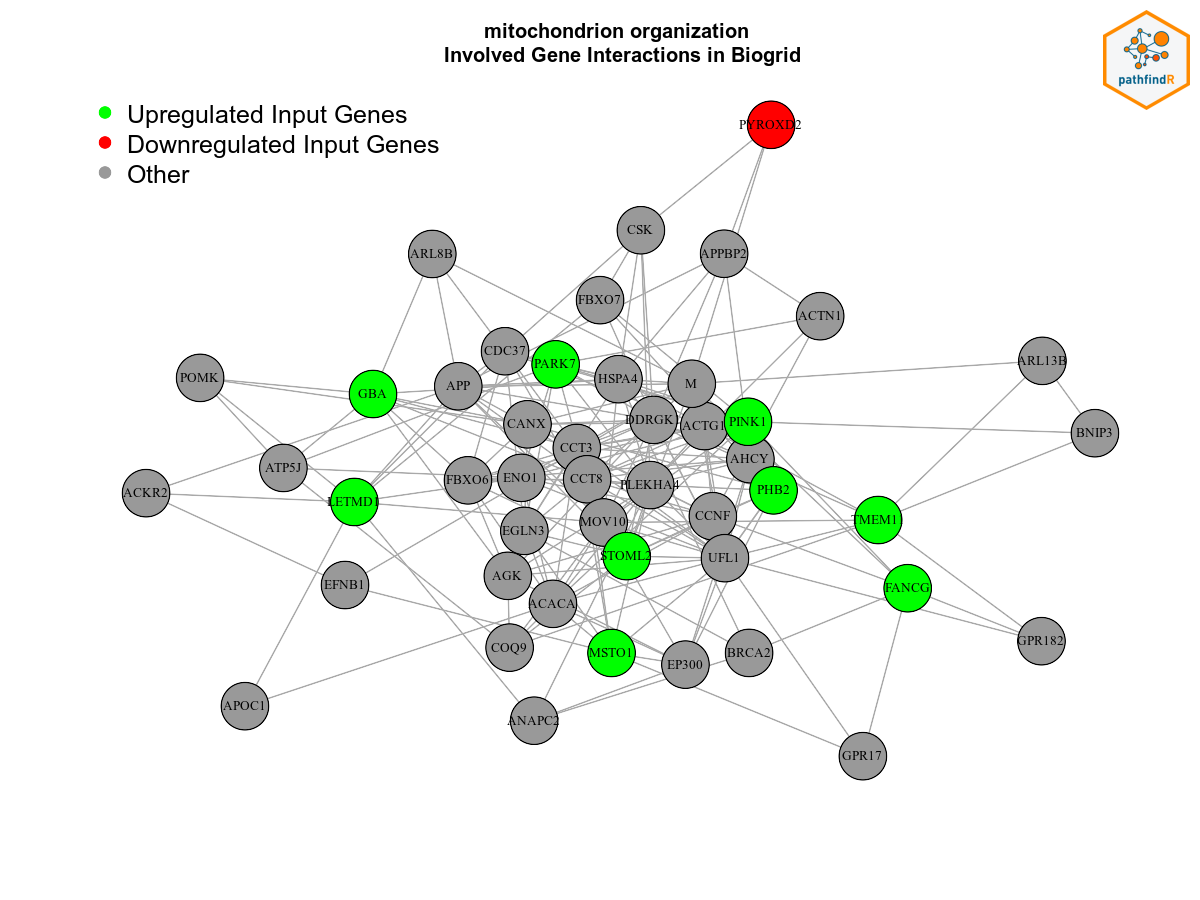 mitochondrion organization
Involved Gene Interactions in Biogrid
pathfindR
Upregulated Input Genes
Downregulated Input Genes
Other
PYROXD2
CSK
ARL8B
APPBP2
FBXO7
ACTN1
CDC37
PARK7
ARL13B
POMK
HSPA4
M
GBA
APP
DDRGK
ACTG1
PINK1
CANX
BNIP3
CCT3
AHCY
ATP5J
FBXO6
ENO1
CCT8
PLEKHA4
PHB2
ACKR2
LETMD1
MOV10
CCNF
TMEM11
EGLN3
STOML2
UFL1
AGK
EFNB1
FANCG
ACACA
COQ9
MSTO1
EP300
BRCA2
GPR182
APOC1
ANAPC2
GPR17